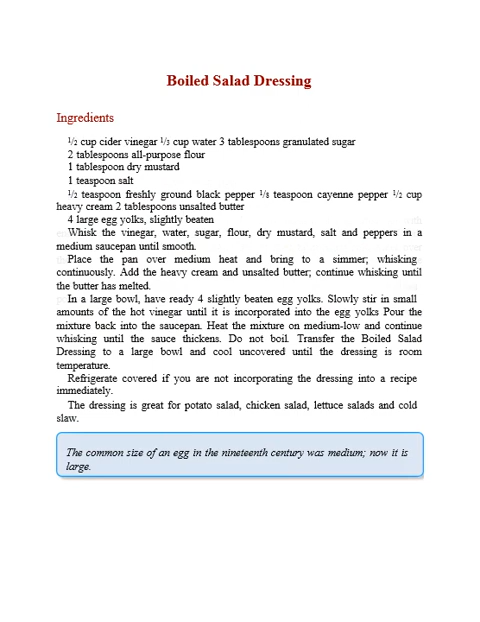 Boiled Salad Dressing
Ingredients
1/2 cup cider vinegar 1/3 cup water 3 tablespoons granulated sugar
2 tablespoons all-purpose flour
1 tablespoon dry mustard
1 teaspoon salt
1/2 teaspoon freshly ground black pepper 1/8 teaspoon cayenne pepper 1/2 cup
heavy cream 2 tablespoons unsalted butter
4 large egg yolks, slightly beaten
Whisk the vinegar, water, sugar, flour, dry mustard, salt and peppers in a
medium saucepan until smooth.
Place the pan over medium heat and bring to a simmer; whisking
continuously. Add the heavy cream and unsalted butter; continue whisking until
the butter has melted.
In a large bowl, have ready 4 slightly beaten egg yolks. Slowly stir in small
amounts of the hot vinegar until it is incorporated into the egg yolks Pour the
mixture back into the saucepan. Heat the mixture on medium-low and continue
whisking until the sauce thickens. Do not boil. Transfer the Boiled Salad
Dressing to a large bowl and cool uncovered until the dressing is room
temperature.
Refrigerate covered if you are not incorporating the dressing into a recipe
immediately.
The dressing is great for potato salad, chicken salad, lettuce salads and cold
slaw.
The common size of an egg in the nineteenth century was medium; now it is
large.